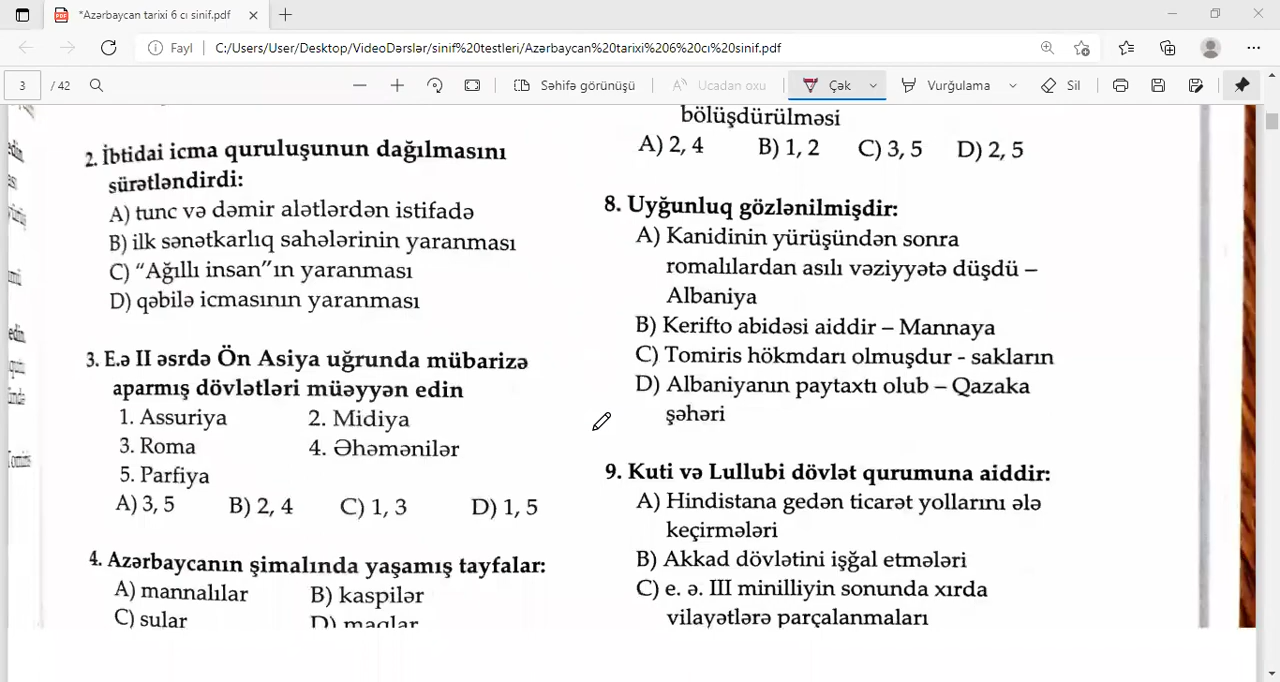 *Azərbaycan tarixi 6 cı sinif.pdf
Fayl
C:/Users/User/Desktop/VideoDərslər/sinif%20testleri/Azərbaycan%20tarixi%206%20cı%20sinif.pdf
3 / 42
Səhifə görünüşü
Ucadan oxu
Çək
Vurğulama
Sil
2. İbtidai icma quruluşunun dağılmasını
sürətləndirdi:
A) tunc və dəmir alətlərdən istifadə
B) ilk sənətkarlıq sahələrinin yaranması
C) “Ağıllı insan”ın yaranması
D) qəbilə icmasının yaranması
3. E.ə II əsrdə Ön Asiya uğrunda mübarizə
aparmış dövlətləri müəyyən edin
1. Assuriya 2. Midiya
3. Roma 4. Əhəmənilər
5. Parfiya
A) 3, 5 B) 2, 4 C) 1, 3 D) 1, 5
4. Azərbaycanın şimalında yaşamış tayfalar:
A) mannalılar B) kaspilər
C) sular D) maqlar
bölüşdürülməsi
A) 2, 4 B) 1, 2 C) 3, 5 D) 2, 5
8. Uyğunluq gözlənilmişdir:
A) Kanidinin yürüşündən sonra
romalılardan asılı vəziyyətə düşdü –
Albaniya
B) Kerifto abidəsi aiddir – Mannaya
C) Tomiris hökmdarı olmuşdur - sakların
D) Albaniyanın paytaxtı olub – Qazaka
şəhəri
9. Kuti və Lullubi dövlət qurumuna aiddir:
A) Hindistana gedən ticarət yollarını ələ
keçirmələri
B) Akkad dövlətini işğal etmələri
C) e. ə. III minilliyin sonunda xırda
vilayətlərə parçalanmaları